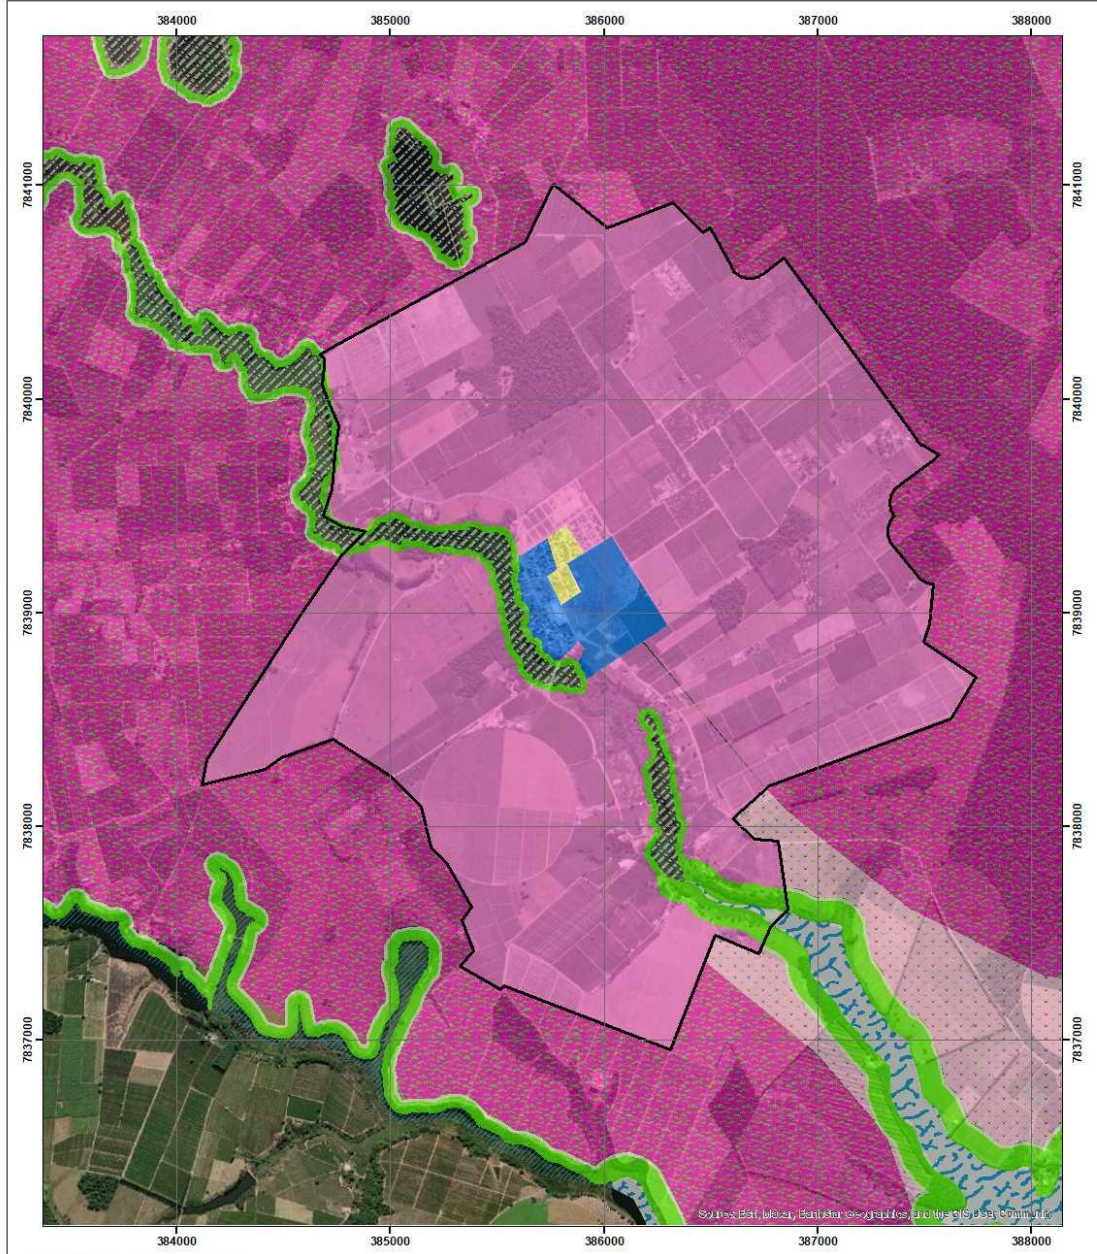 384000 385000 386000 387000 388000
7841000 7841000
7840000 7840000
7839000 7839000
7838000 7838000
7837000 7837000
Source: Esri, Maxar, Earthstar Geographics, and the GIS User Community
384000 385000 386000 387000 388000